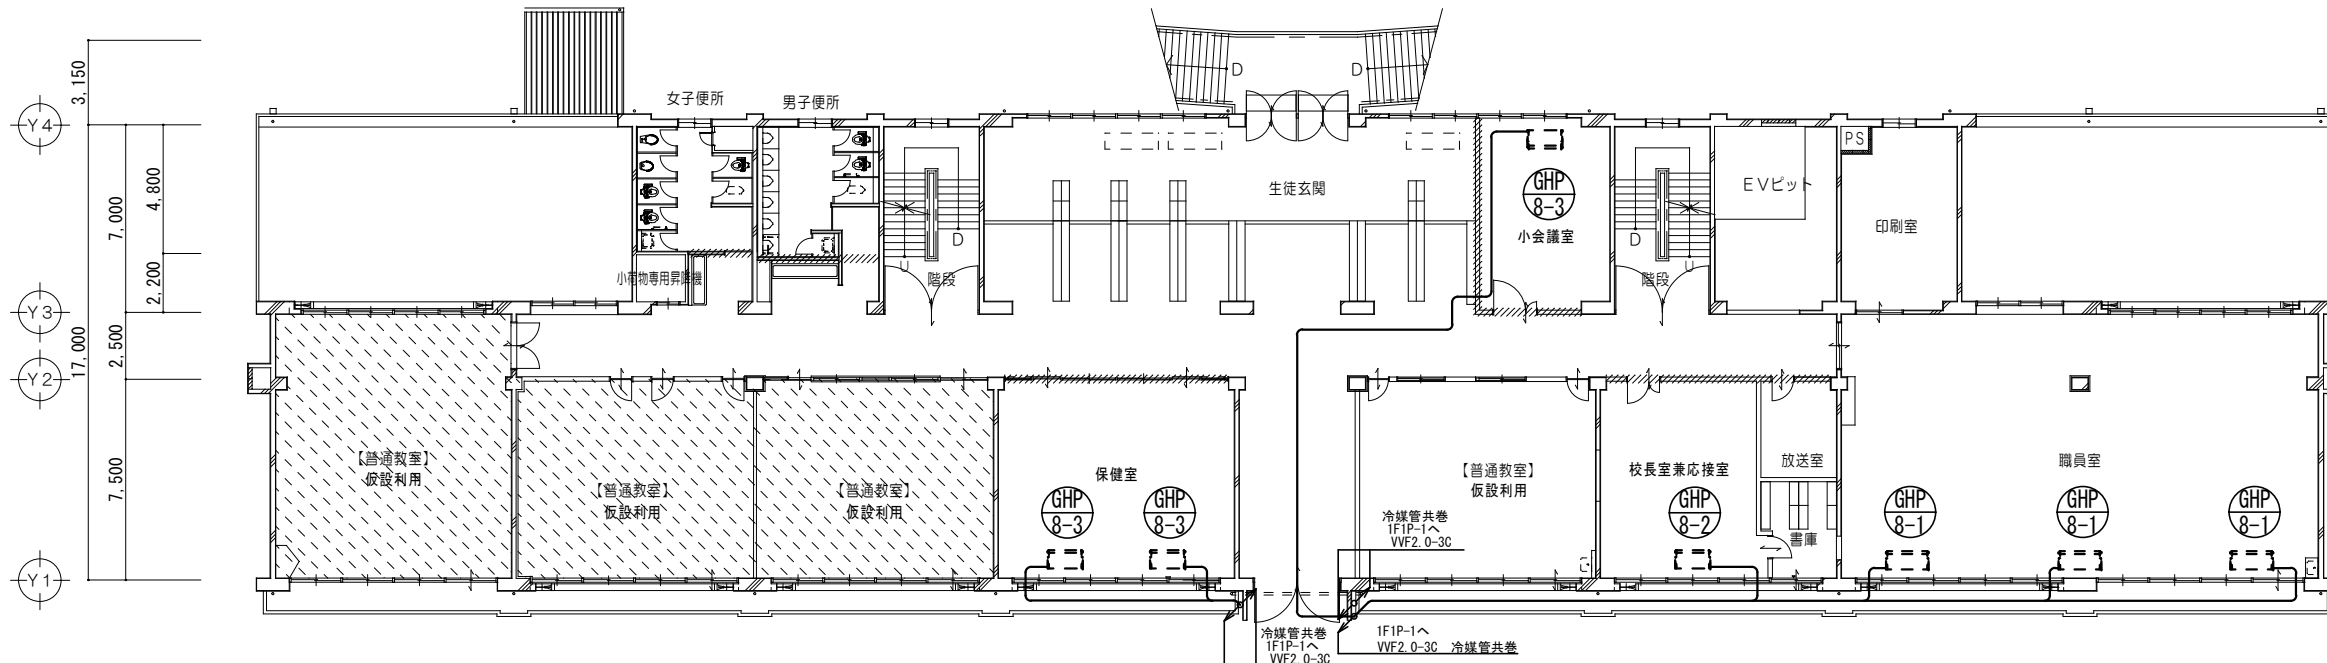 3,150
17,000
7,000
4,800
2,200
2,500
7,500
Y4
Y3
Y2
Y1
女子便所
男子便所
小荷物専用昇降機
D
U
階段
生徒玄関
D
D
GHP
8-3
小会議室
D
U
階段
EVピット
PS
印刷室
【普通教室】
仮設利用
【普通教室】
仮設利用
【普通教室】
仮設利用
保健室
GHP
8-3
GHP
8-3
【普通教室】
仮設利用
冷媒管共巻
1F1P-1へ
VVF2.0-3C
校長室兼応接室
GHP
8-2
放送室
書庫
職員室
GHP
8-1
GHP
8-1
GHP
8-1
冷媒管共巻
1F1P-1へ
VVF2.0-3C
1F1P-1へ
VVF2.0-3C 冷媒管共巻